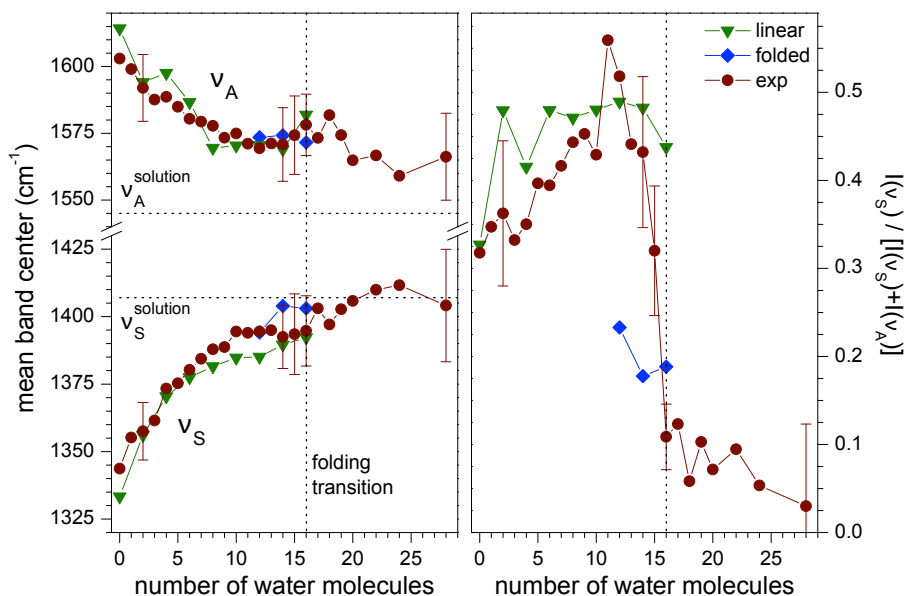 mean band center (cm⁻¹)
1600
1575
1550
1425
1400
1375
1350
1325
ν_A
ν_A^solution
ν_S^solution
ν_S
folding
transition
0 5 10 15 20 25
number of water molecules
linear
folded
exp
0.5
0.4
0.3
0.2
0.1
0.0
I(ν_S) / [I(ν_S)+I(ν_A)]
0 5 10 15 20 25
number of water molecules